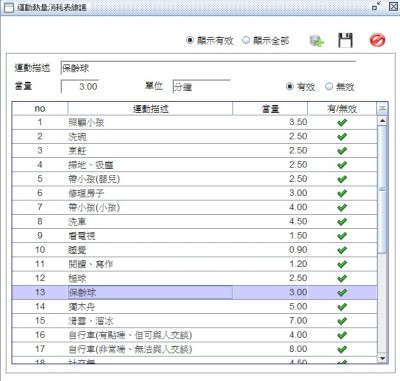 運動熱量消耗表維護
顯示有效 顯示全部
運動描述 保齡球
當量 3.00 單位 分鐘 有效 無效
no 運動描述 當量 有/無效
1 照顧小孩 3.50
2 洗碗 2.50
3 烹飪 2.50
4 掃地、吸塵 2.50
5 帶小孩(嬰兒) 2.50
6 修理房子 3.00
7 帶小孩(小孩) 4.00
8 洗車 4.50
9 看電視 1.50
10 睡覺 0.90
11 閱讀、寫作 1.20
12 槌球 2.50
13 保齡球 3.00
14 獨木舟 5.00
15 滑雪、溜冰 7.00
16 自行車(有點喘、但可與人交談) 4.00
17 自行車(非常喘、無法與人交談) 8.00
18 社交舞 4.50